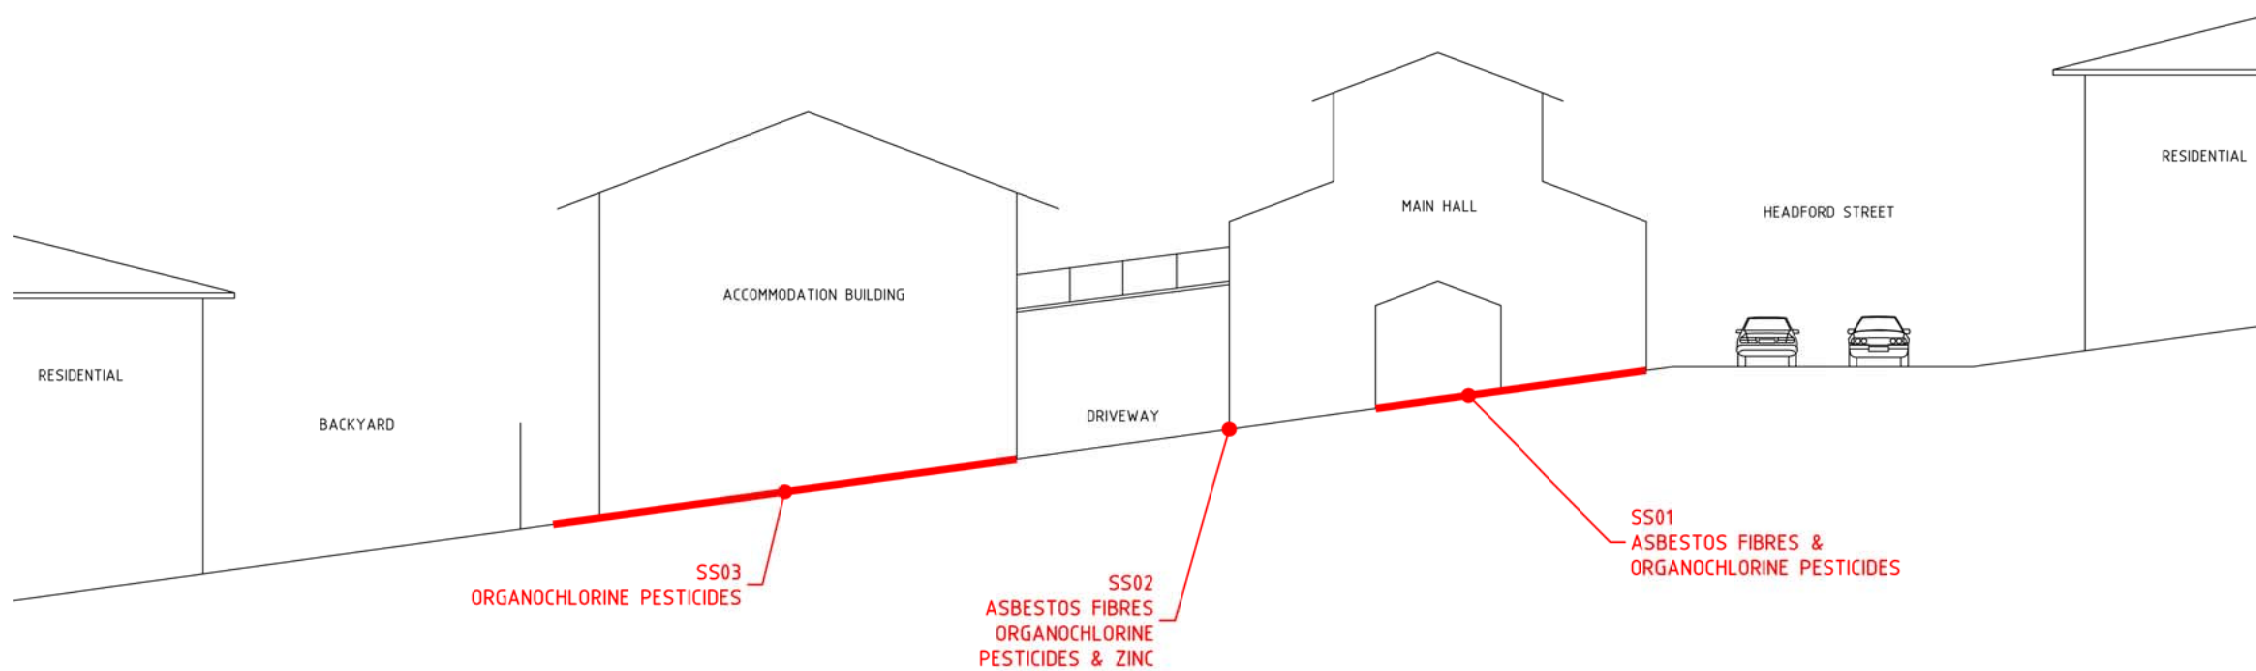 RESIDENTIAL
MAIN HALL
HEADFORD STREET
ACCOMMODATION BUILDING
RESIDENTIAL
BACKYARD
DRIVEWAY
SS03
ORGANOCHLORINE PESTICIDES
SS02
ASBESTOS FIBRES
ORGANOCHLORINE
PESTICIDES & ZINC
SS01
ASBESTOS FIBRES &
ORGANOCHLORINE PESTICIDES